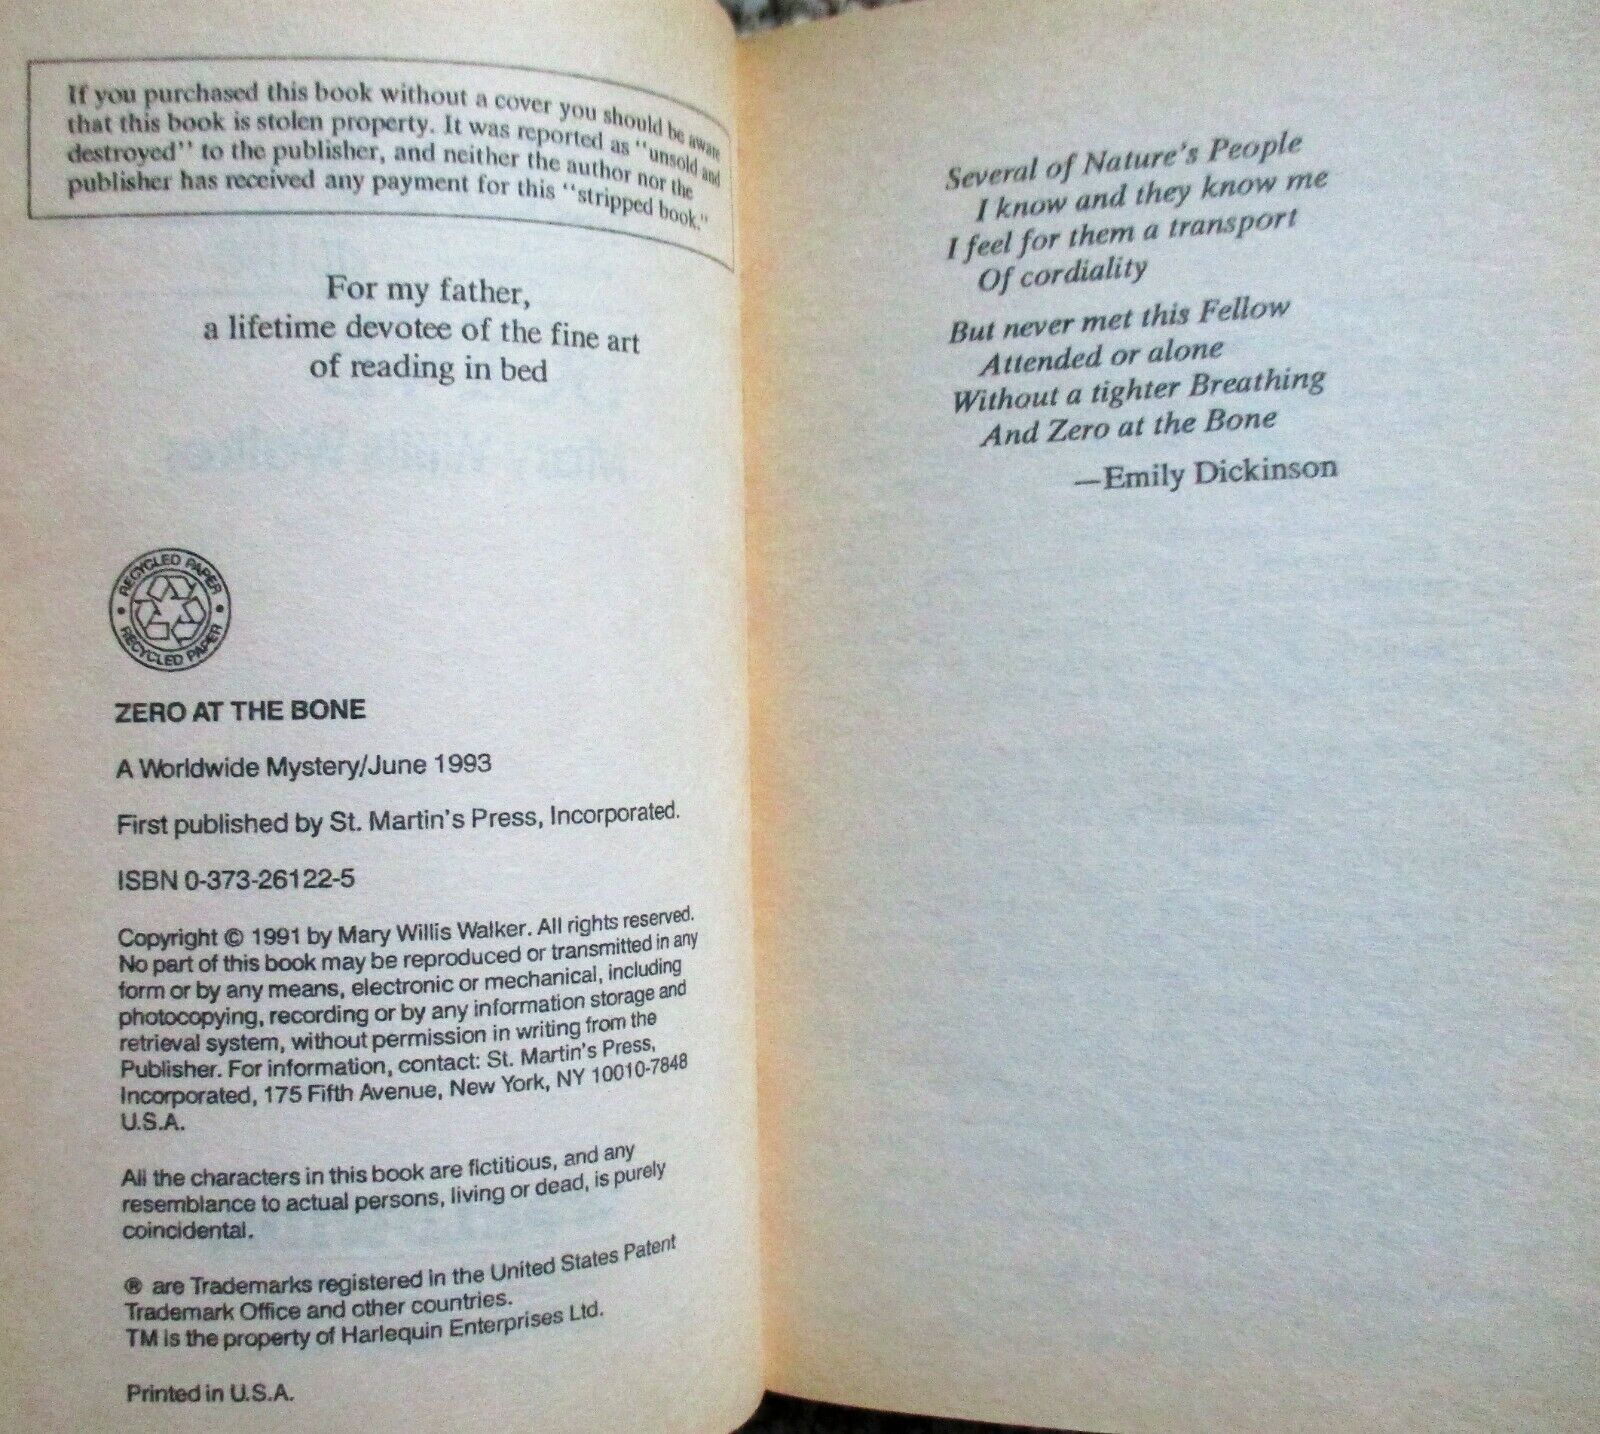 If you purchased this book without a cover you should be aware
that this book is stolen property. It was reported as "unsold and
destroyed" to the publisher, and neither the author nor the
publisher has received any payment for this "stripped book."
For my father,
a lifetime devotee of the fine art
of reading in bed
RECYCLED PAPER
RECYCLED PAPER
ZERO AT THE BONE
A Worldwide Mystery/June 1993
First published by St. Martin's Press, Incorporated.
ISBN 0-373-26122-5
Copyright © 1991 by Mary Willis Walker. All rights reserved.
No part of this book may be reproduced or transmitted in any
form or by any means, electronic or mechanical, including
photocopying, recording or by any information storage and
retrieval system, without permission in writing from the
Publisher. For information, contact: St. Martin's Press,
Incorporated, 175 Fifth Avenue, New York, NY 10010-7848
U.S.A.
All the characters in this book are fictitious, and any
resemblance to actual persons, living or dead, is purely
coincidental.
® are Trademarks registered in the United States Patent
Trademark Office and other countries.
TM is the property of Harlequin Enterprises Ltd.
Printed in U.S.A.
Several of Nature's People
I know and they know me
I feel for them a transport
Of cordiality
But never met this Fellow
Attended or alone
Without a tighter Breathing
And Zero at the Bone
—Emily Dickinson